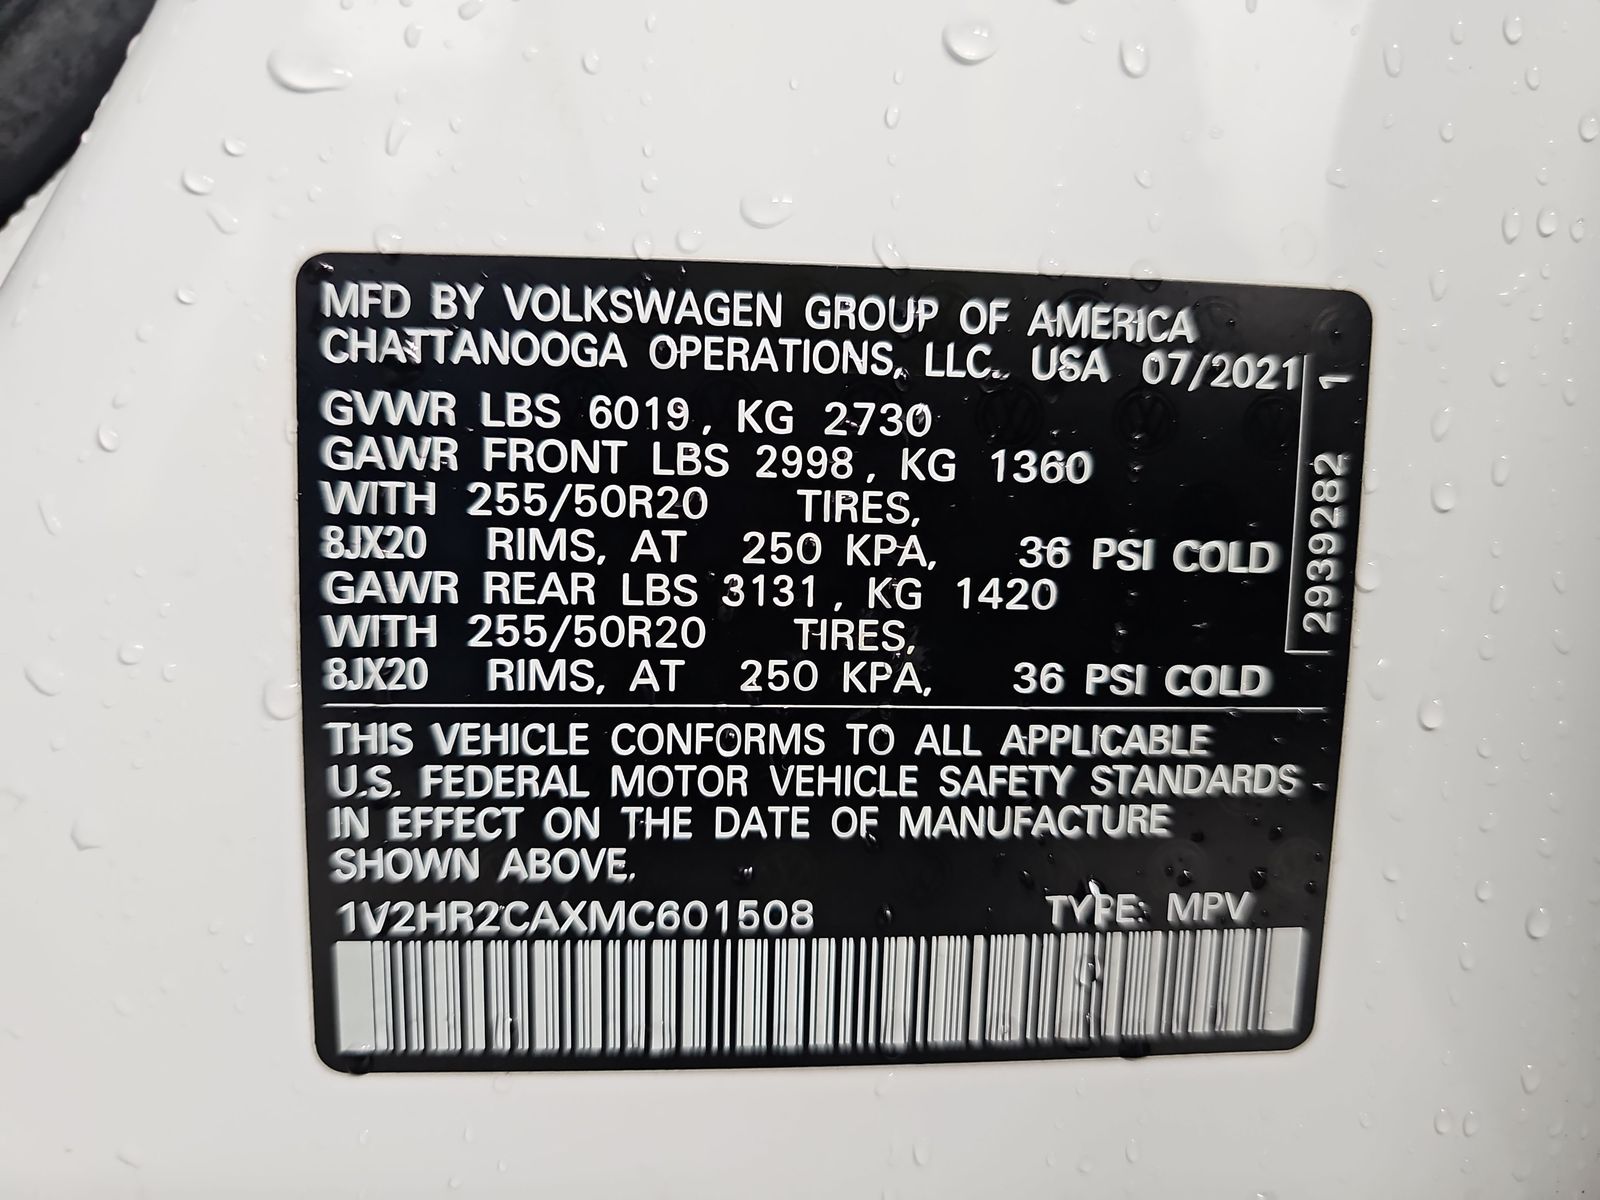 MFD BY VOLKSWAGEN GROUP OF AMERICA
CHATTANOOGA OPERATIONS, LLC., USA 07/2021
GVWR LBS 6019, KG 2730
GAWR FRONT LBS 2998, KG 1360
WITH 255/50R20 TIRES,
8JX20 RIMS, AT 250 KPA, 36 PSI COLD
GAWR REAR LBS 3131, KG 1420
WITH 255/50R20 TIRES,
8JX20 RIMS, AT 250 KPA, 36 PSI COLD
2939282 1
THIS VEHICLE CONFORMS TO ALL APPLICABLE
U.S. FEDERAL MOTOR VEHICLE SAFETY STANDARDS
IN EFFECT ON THE DATE OF MANUFACTURE
SHOWN ABOVE.
1V2HR2CAXMC601508 TYPE: MPV